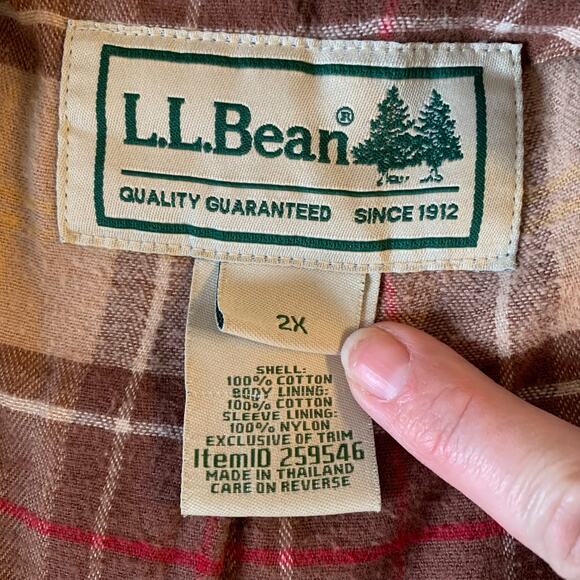 L.L.Bean®
QUALITY GUARANTEED SINCE 1912
2X
SHELL:
100% COTTON
BODY LINING:
100% COTTON
SLEEVE LINING:
100% NYLON
EXCLUSIVE OF TRIM
ItemID 259546
MADE IN THAILAND
CARE ON REVERSE